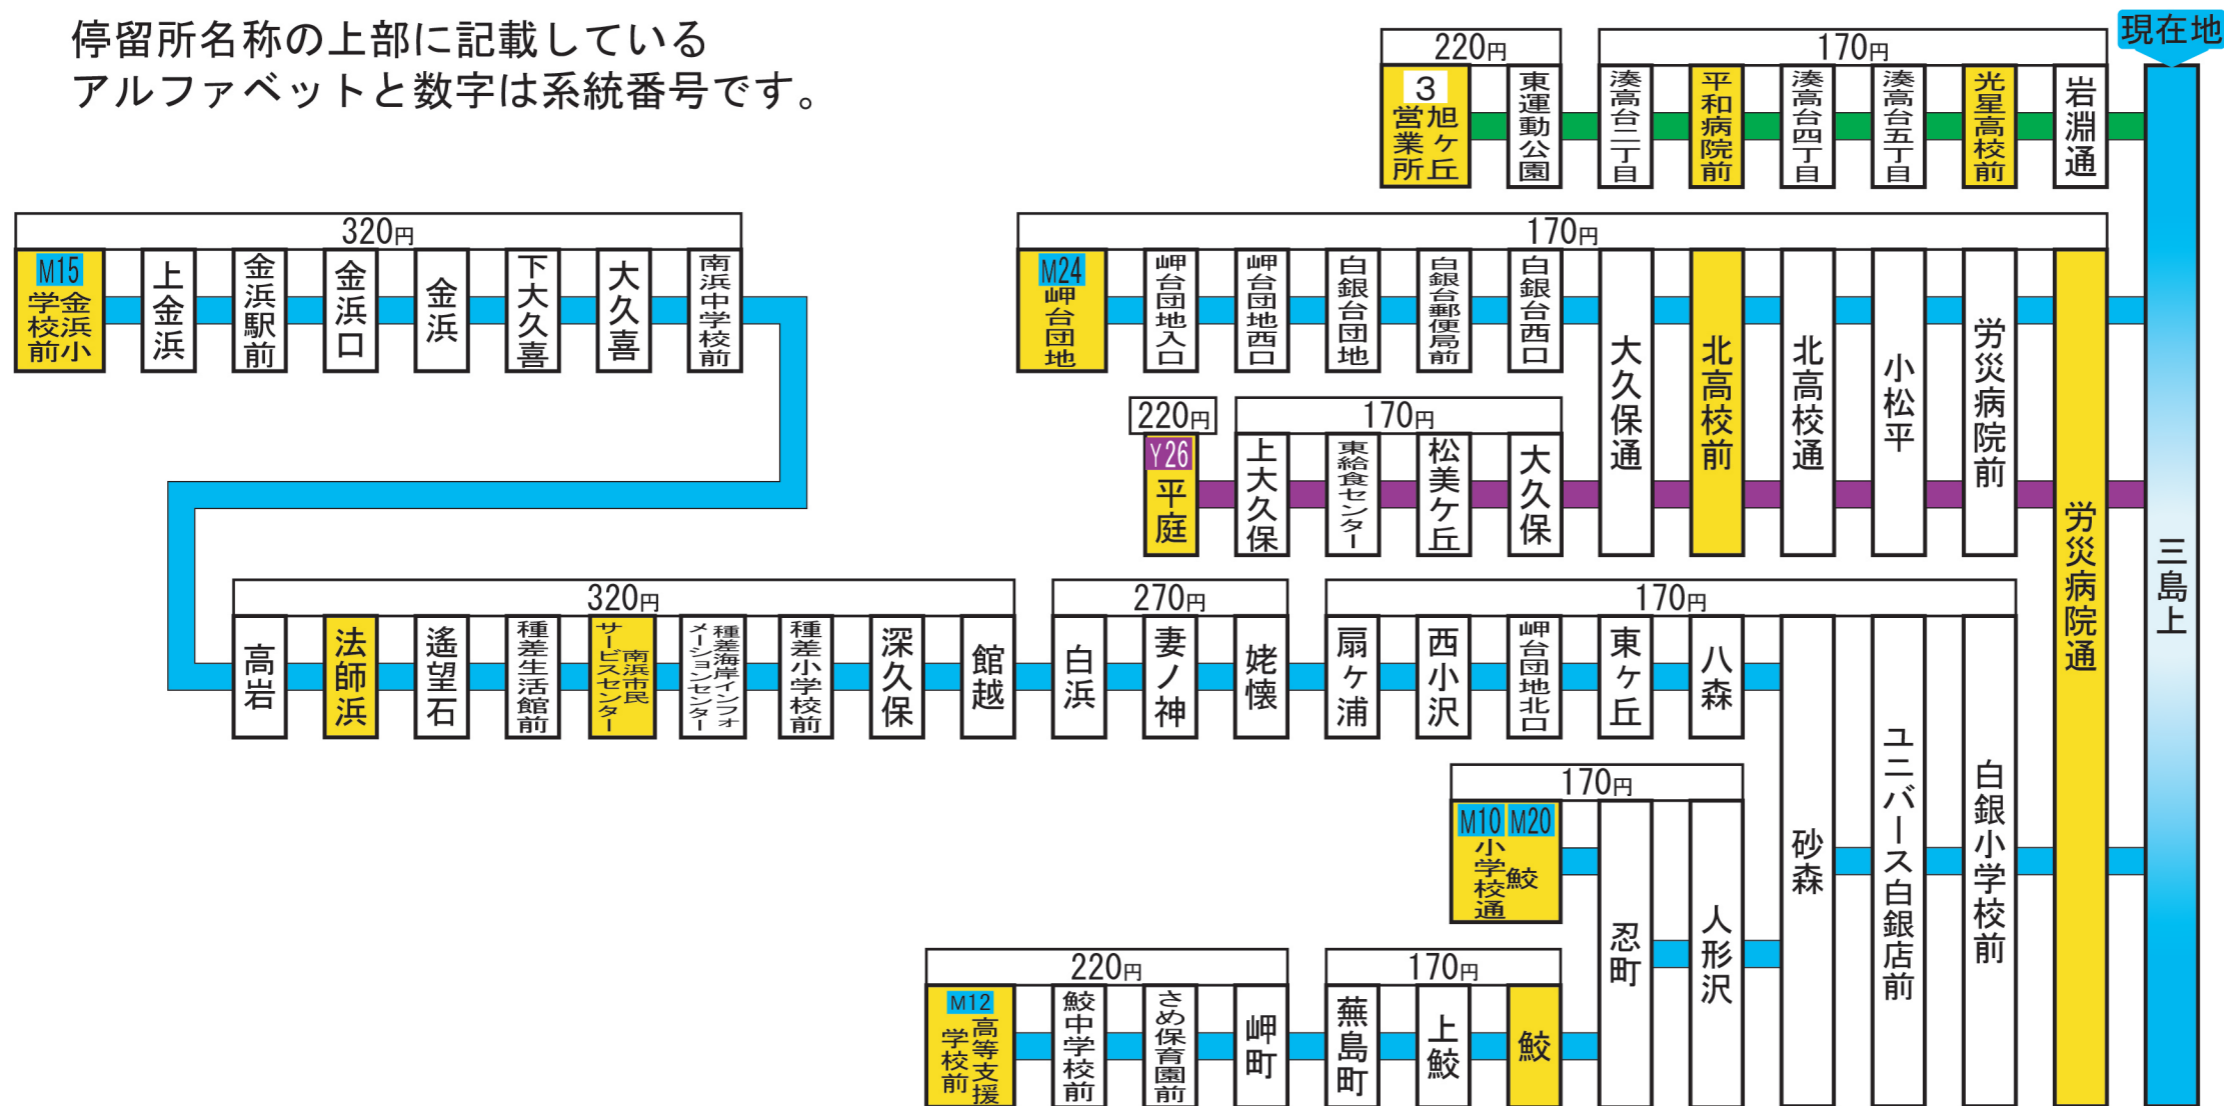 停留所名称の上部に記載している
アルファベットと数字は系統番号です。
現在地
三島上
220円
170円
3
旭ヶ丘
営業所
東運動公園
湊高台二丁目
平和病院前
湊高台四丁目
湊高台五丁目
光星高校前
岩淵通
320円
M15
金浜小
学校前
上金浜
金浜駅前
金浜口
金浜
下大久喜
大久喜
南浜中学校前
170円
M24
岬台団地
岬台団地入口
岬台団地西口
白銀台団地
白銀台郵便局前
白銀台西口
大久保通
北高校前
北高校通
小松平
労災病院前
労災病院通
220円
170円
Y26
平庭
上大久保
東給食センター
松美ケ丘
大久保
320円
270円
170円
高岩
法師浜
遙望石
種差生活館前
南浜市民
サービスセンター
種差海岸インフォ
メーションセンター
種差小学校前
深久保
館越
白浜
妻ノ神
姥懐
扇ヶ浦
西小沢
岬台団地北口
東ヶ丘
八森
砂森
ユニバース白銀店前
白銀小学校前
170円
M10 M20
鮫
小学校通
忍町
人形沢
220円
170円
M12
高等支援
学校前
鮫中学校前
さめ保育園前
岬町
蕪島町
上鮫
鮫